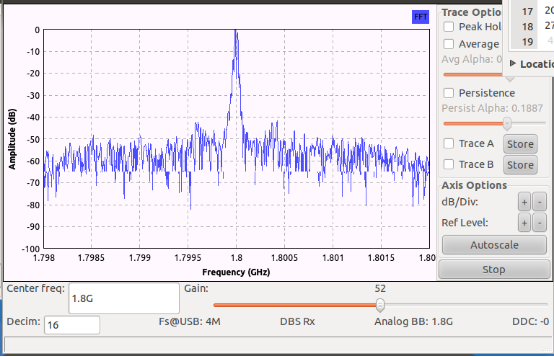 FFT
Trace Optio
Peak Hol
Average
Avg Alpha: 0
Persistence
Persist Alpha: 0.1887
Trace A Store
Trace B Store
Axis Options
dB/Div: + -
Ref Level: + -
Autoscale
Stop
17 20
18 27
19 4
Locatio
Amplitude (dB)
0
-10
-20
-30
-40
-50
-60
-70
-80
-90
-100
1.798 1.7985 1.799 1.7995 1.8 1.8005 1.801 1.8015 1.80
Frequency (GHz)
Center freq: 1.8G Gain: 52
Decim: 16 Fs@USB: 4M DBS Rx Analog BB: 1.8G DDC: -0